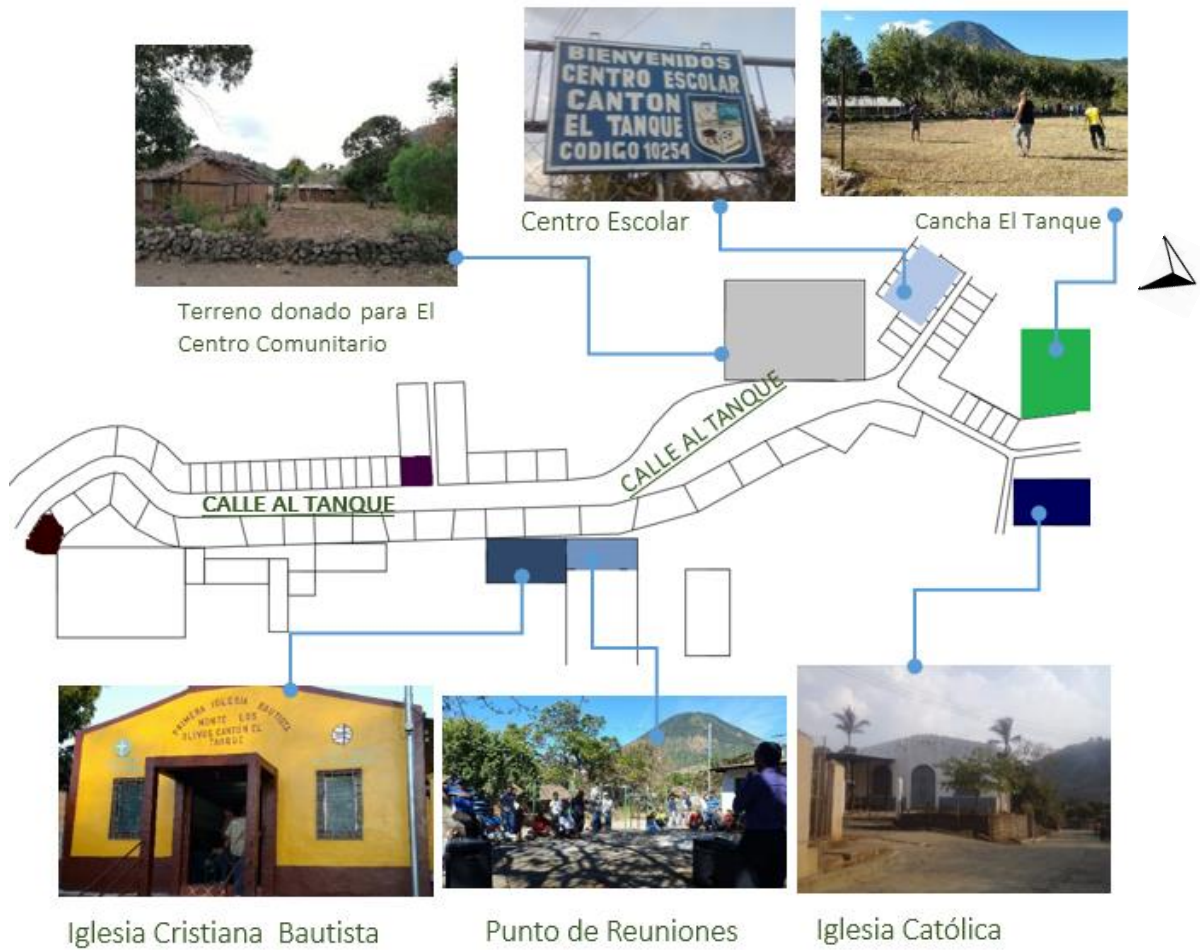 BIENVENIDOS
CENTRO ESCOLAR
CANTON
EL TANQUE
CODIGO 10254
Centro Escolar
Cancha El Tanque
Terreno donado para El
Centro Comunitario
CALLE AL TANQUE
CALLE AL TANQUE
PRIMERA IGLESIA BAUTISTA
MONTE LOS
OLIVOS CANTON EL
TANQUE
Iglesia Cristiana Bautista
Punto de Reuniones
Iglesia Católica